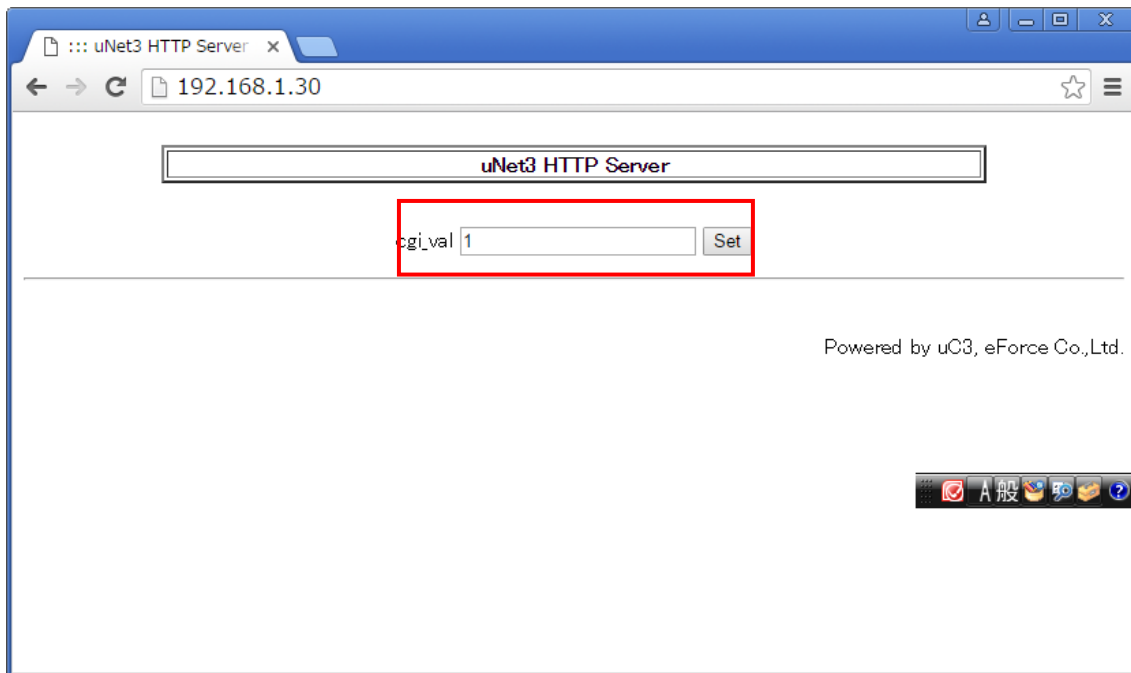 ::: uNet3 HTTP Server
192.168.1.30
uNet3 HTTP Server
cgi_val 1 Set
Powered by uC3, eForce Co.,Ltd.
A 般 ?